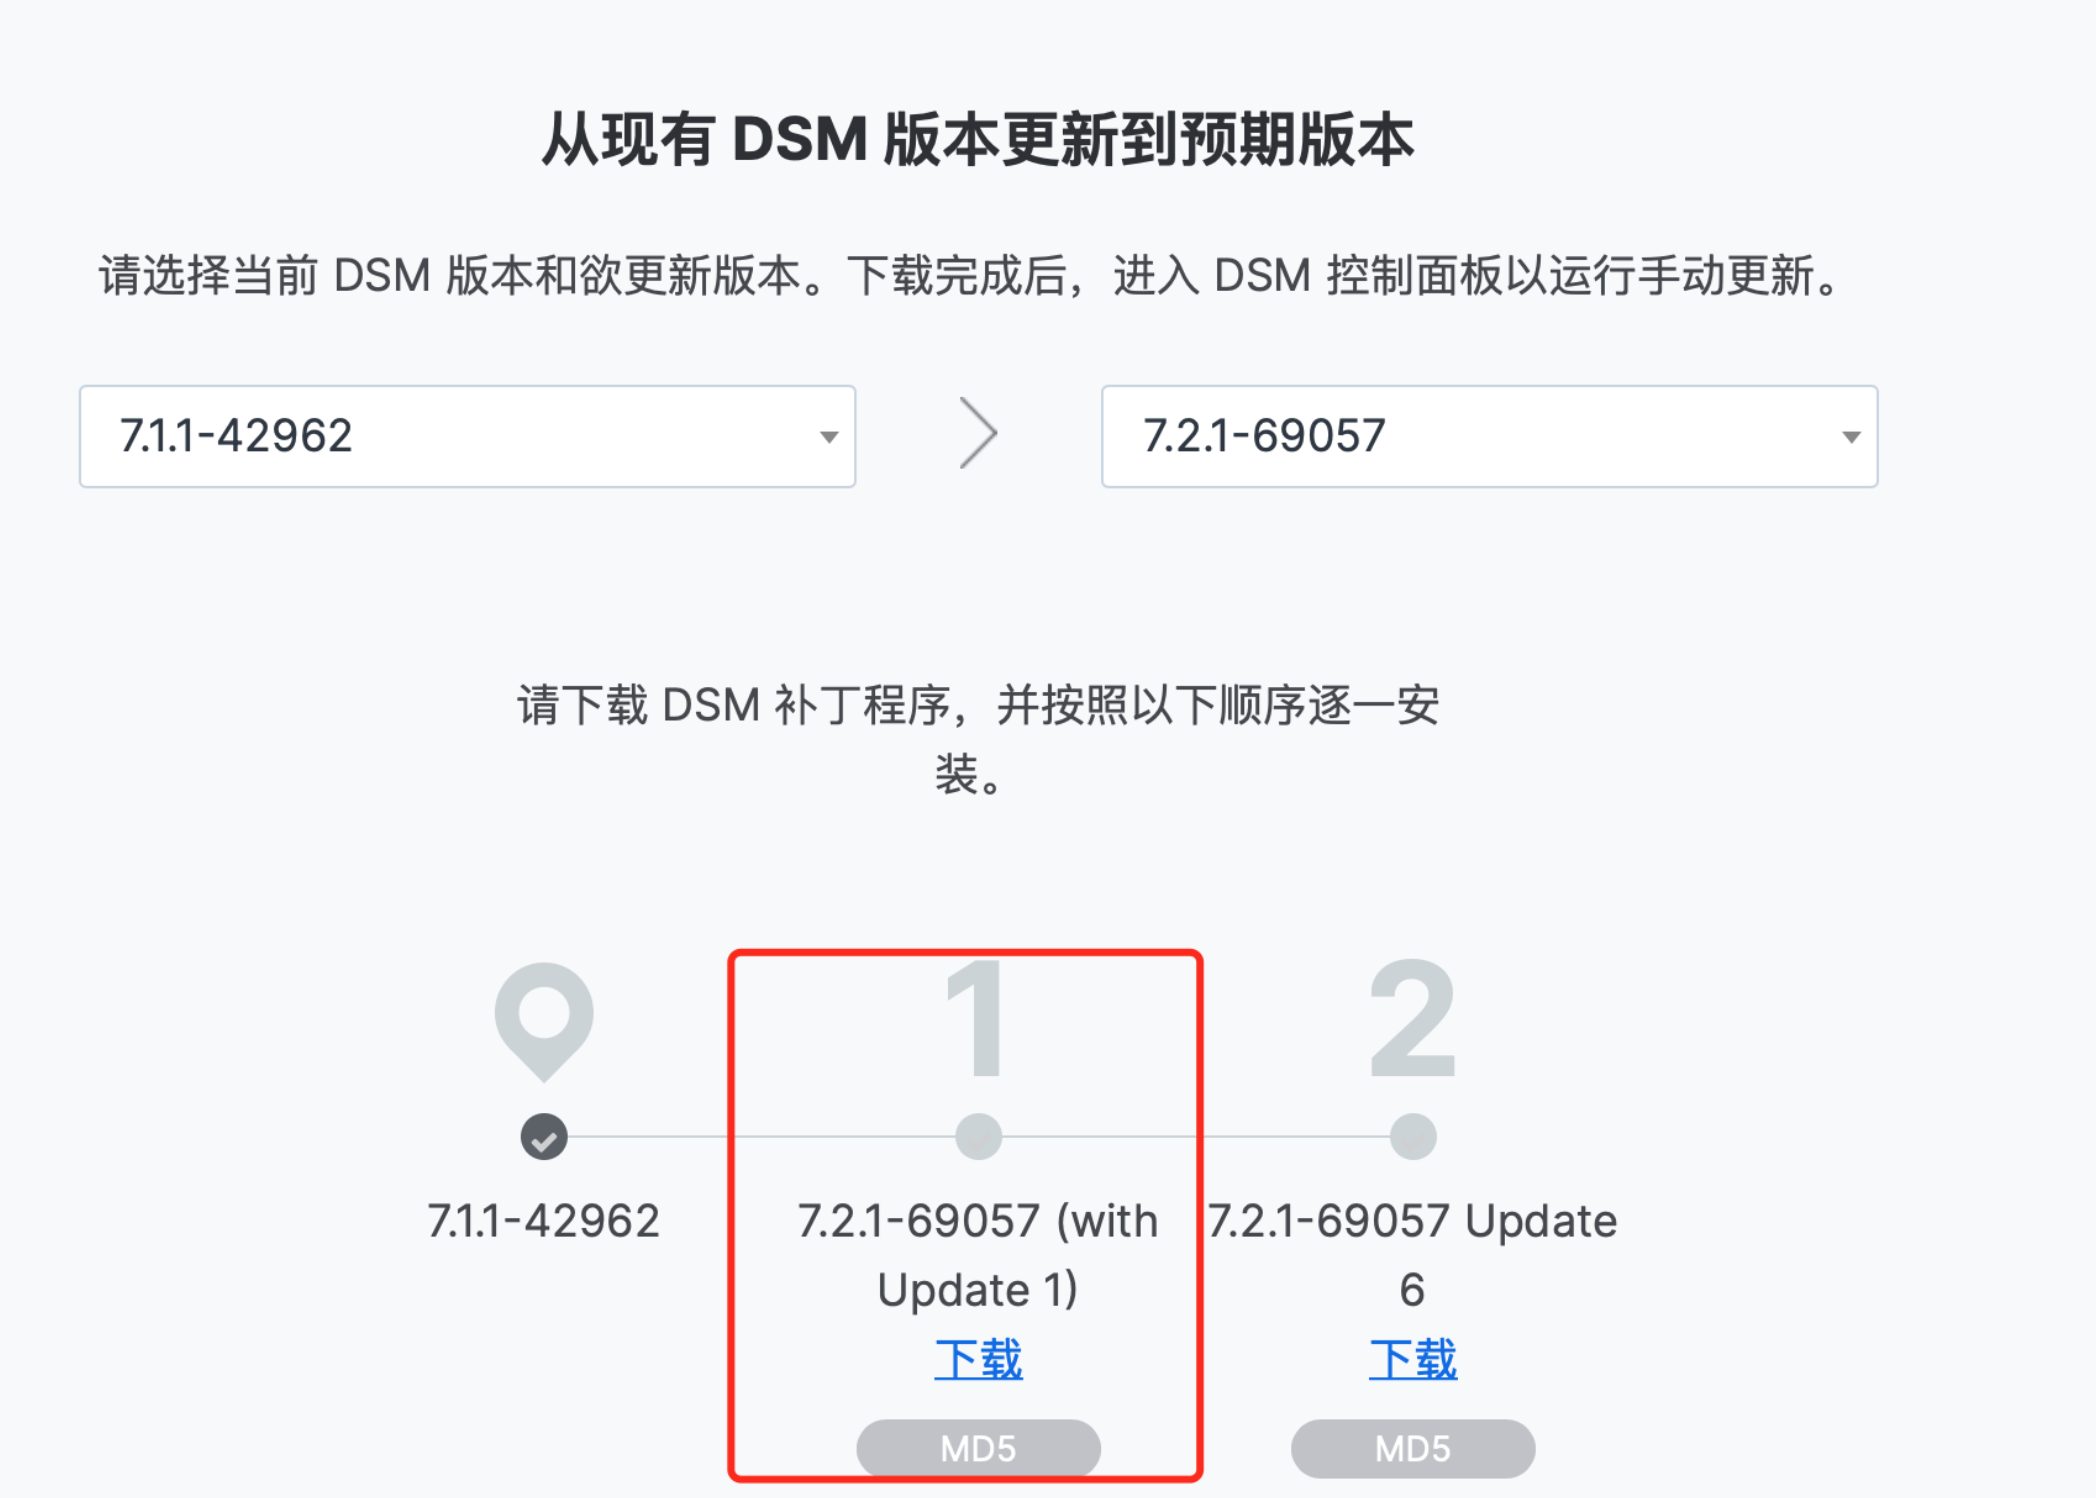 从现有 DSM 版本更新到预期版本
请选择当前 DSM 版本和欲更新版本。下载完成后，进入 DSM 控制面板以运行手动更新。
7.1.1-42962
7.2.1-69057
请下载 DSM 补丁程序，并按照以下顺序逐一安
装。
1
2
7.1.1-42962
7.2.1-69057 (with
Update 1)
下载
MD5
7.2.1-69057 Update
6
下载
MD5